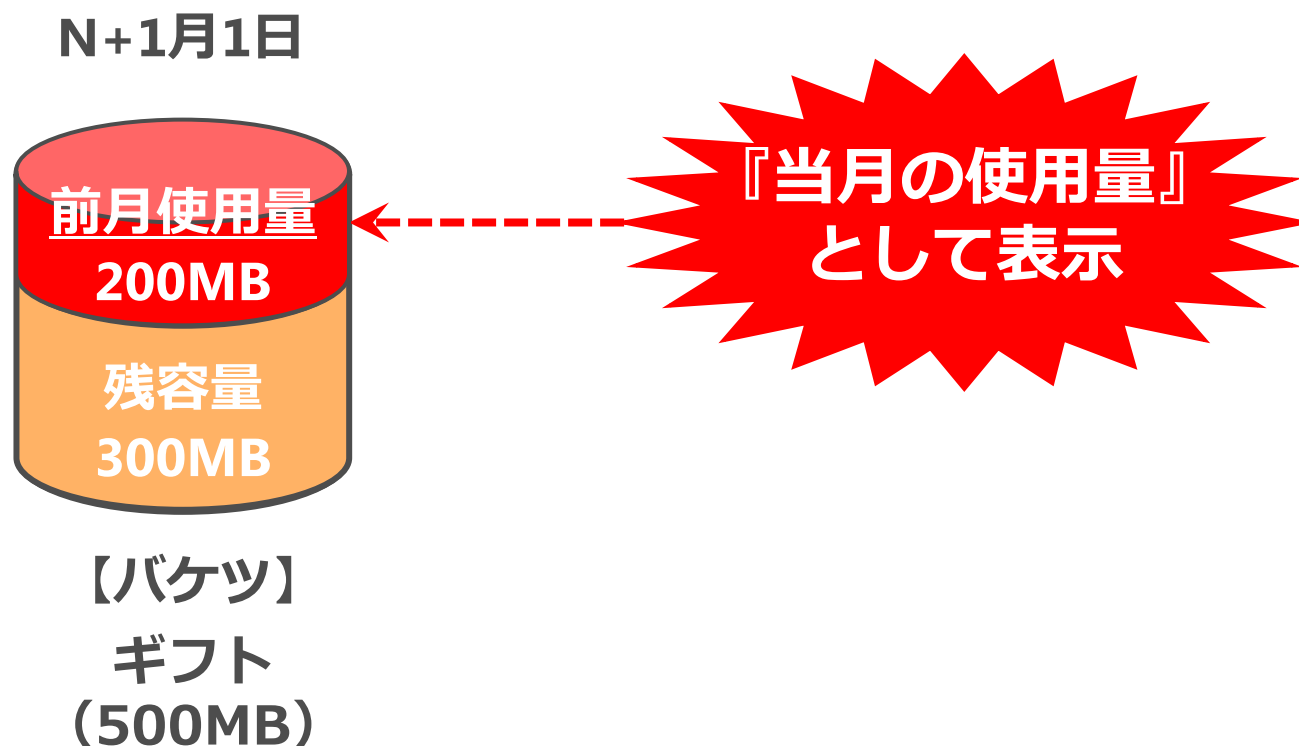 N+1月1日
前月使用量
200MB
残容量
300MB
【バケツ】
ギフト
（500MB）
『当月の使用量』
として表示